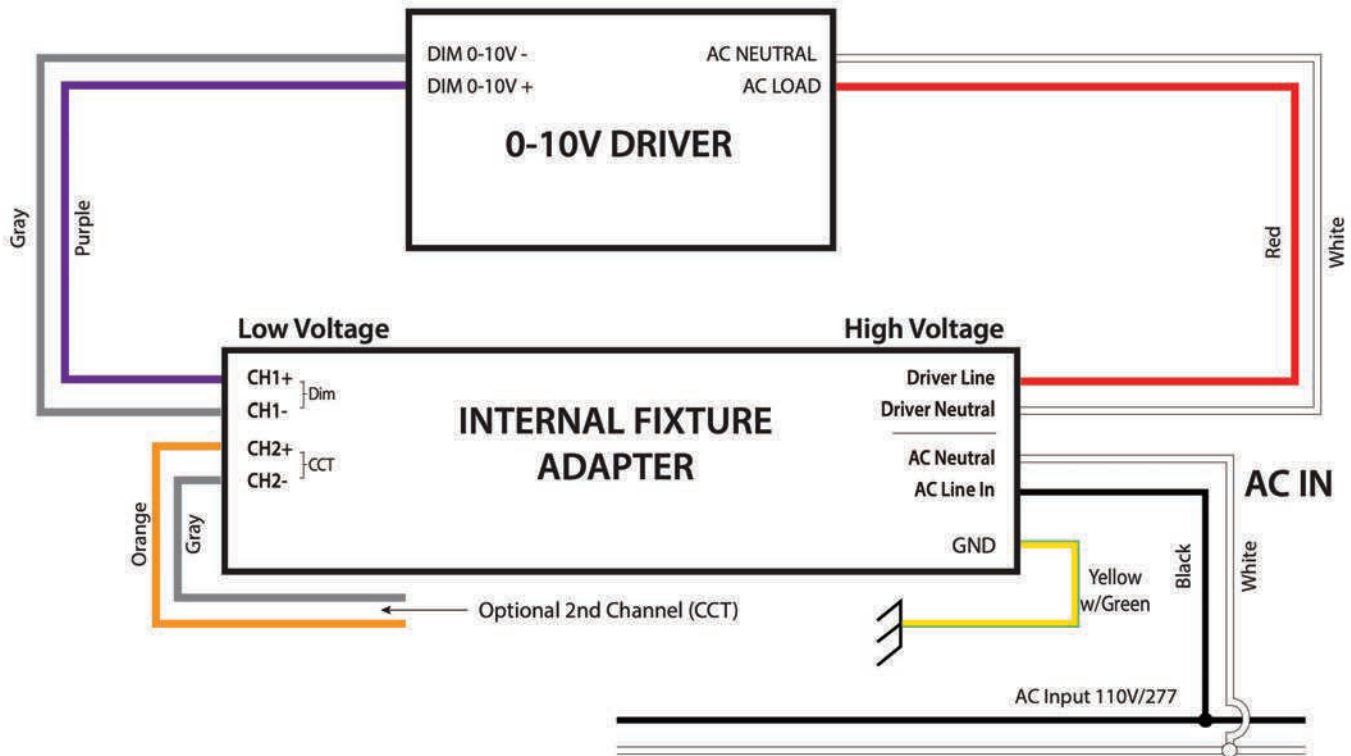 DIM 0-10V -
AC NEUTRAL
DIM 0-10V +
AC LOAD
0-10V DRIVER
Gray
Purple
Red
White
Low Voltage
High Voltage
CH1+
Dim
CH1-
CH2+
CCT
CH2-
INTERNAL FIXTURE
ADAPTER
Driver Line
Driver Neutral
AC Neutral
AC Line In
GND
AC IN
Orange
Gray
Black
White
Yellow
w/Green
Optional 2nd Channel (CCT)
AC Input 110V/277